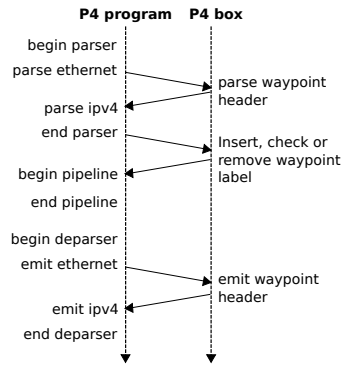 P4 program
P4 box
begin parser
parse ethernet
parse waypoint
header
parse ipv4
end parser
Insert, check or
remove waypoint
label
begin pipeline
end pipeline
begin deparser
emit ethernet
emit waypoint
header
emit ipv4
end deparser